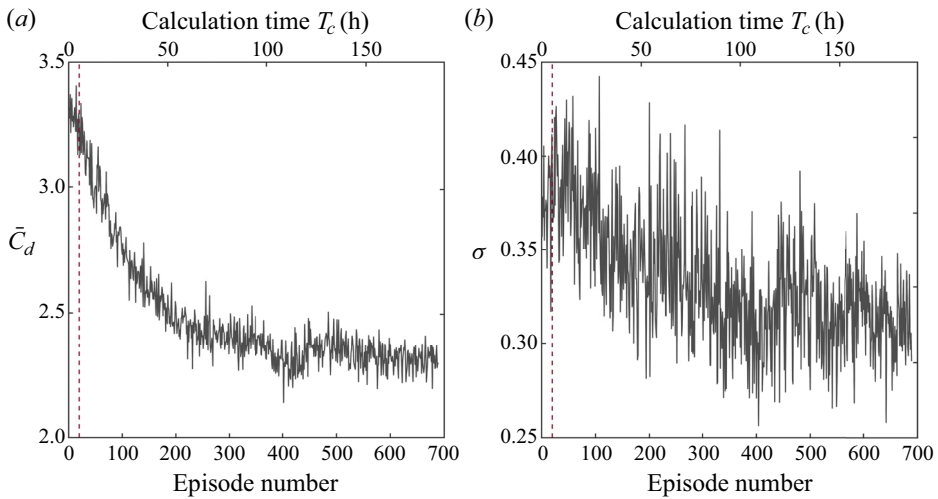 (a)
Calculation time T_c (h)
0 50 100 150
3.5
3.0
C̄_d
2.5
2.0
0 100 200 300 400 500 600 700
Episode number
(b)
Calculation time T_c (h)
0 50 100 150
0.45
0.40
0.35
σ
0.30
0.25
0 100 200 300 400 500 600 700
Episode number